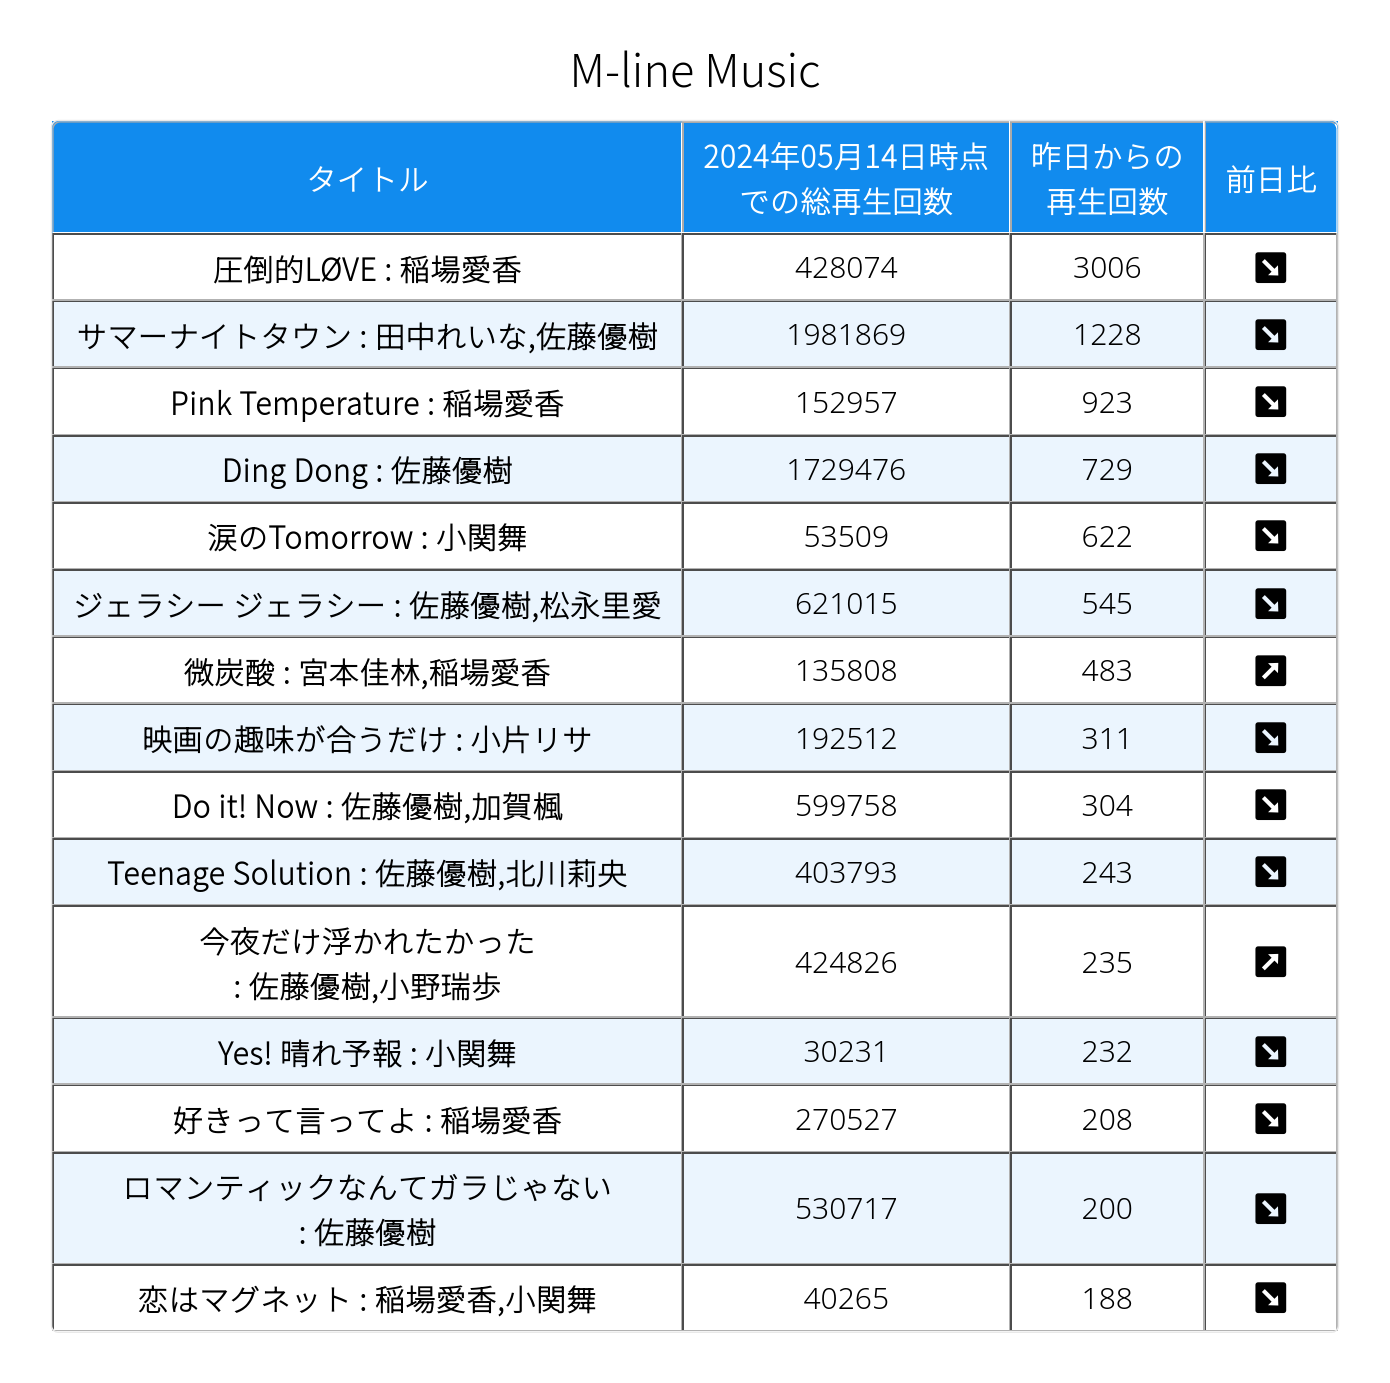 M-line Music
タイトル
2024年05月14日時点
での総再生回数
昨日からの
再生回数
前日比
圧倒的LØVE : 稲場愛香 428074 3006
サマーナイトタウン : 田中れいな,佐藤優樹 1981869 1228
Pink Temperature : 稲場愛香 152957 923
Ding Dong : 佐藤優樹 1729476 729
涙のTomorrow : 小関舞 53509 622
ジェラシー ジェラシー : 佐藤優樹,松永里愛 621015 545
微炭酸 : 宮本佳林,稲場愛香 135808 483
映画の趣味が合うだけ : 小片リサ 192512 311
Do it! Now : 佐藤優樹,加賀楓 599758 304
Teenage Solution : 佐藤優樹,北川莉央 403793 243
今夜だけ浮かれたかった
: 佐藤優樹,小野瑞歩 424826 235
Yes! 晴れ予報 : 小関舞 30231 232
好きって言ってよ : 稲場愛香 270527 208
ロマンティックなんてガラじゃない
: 佐藤優樹 530717 200
恋はマグネット : 稲場愛香,小関舞 40265 188